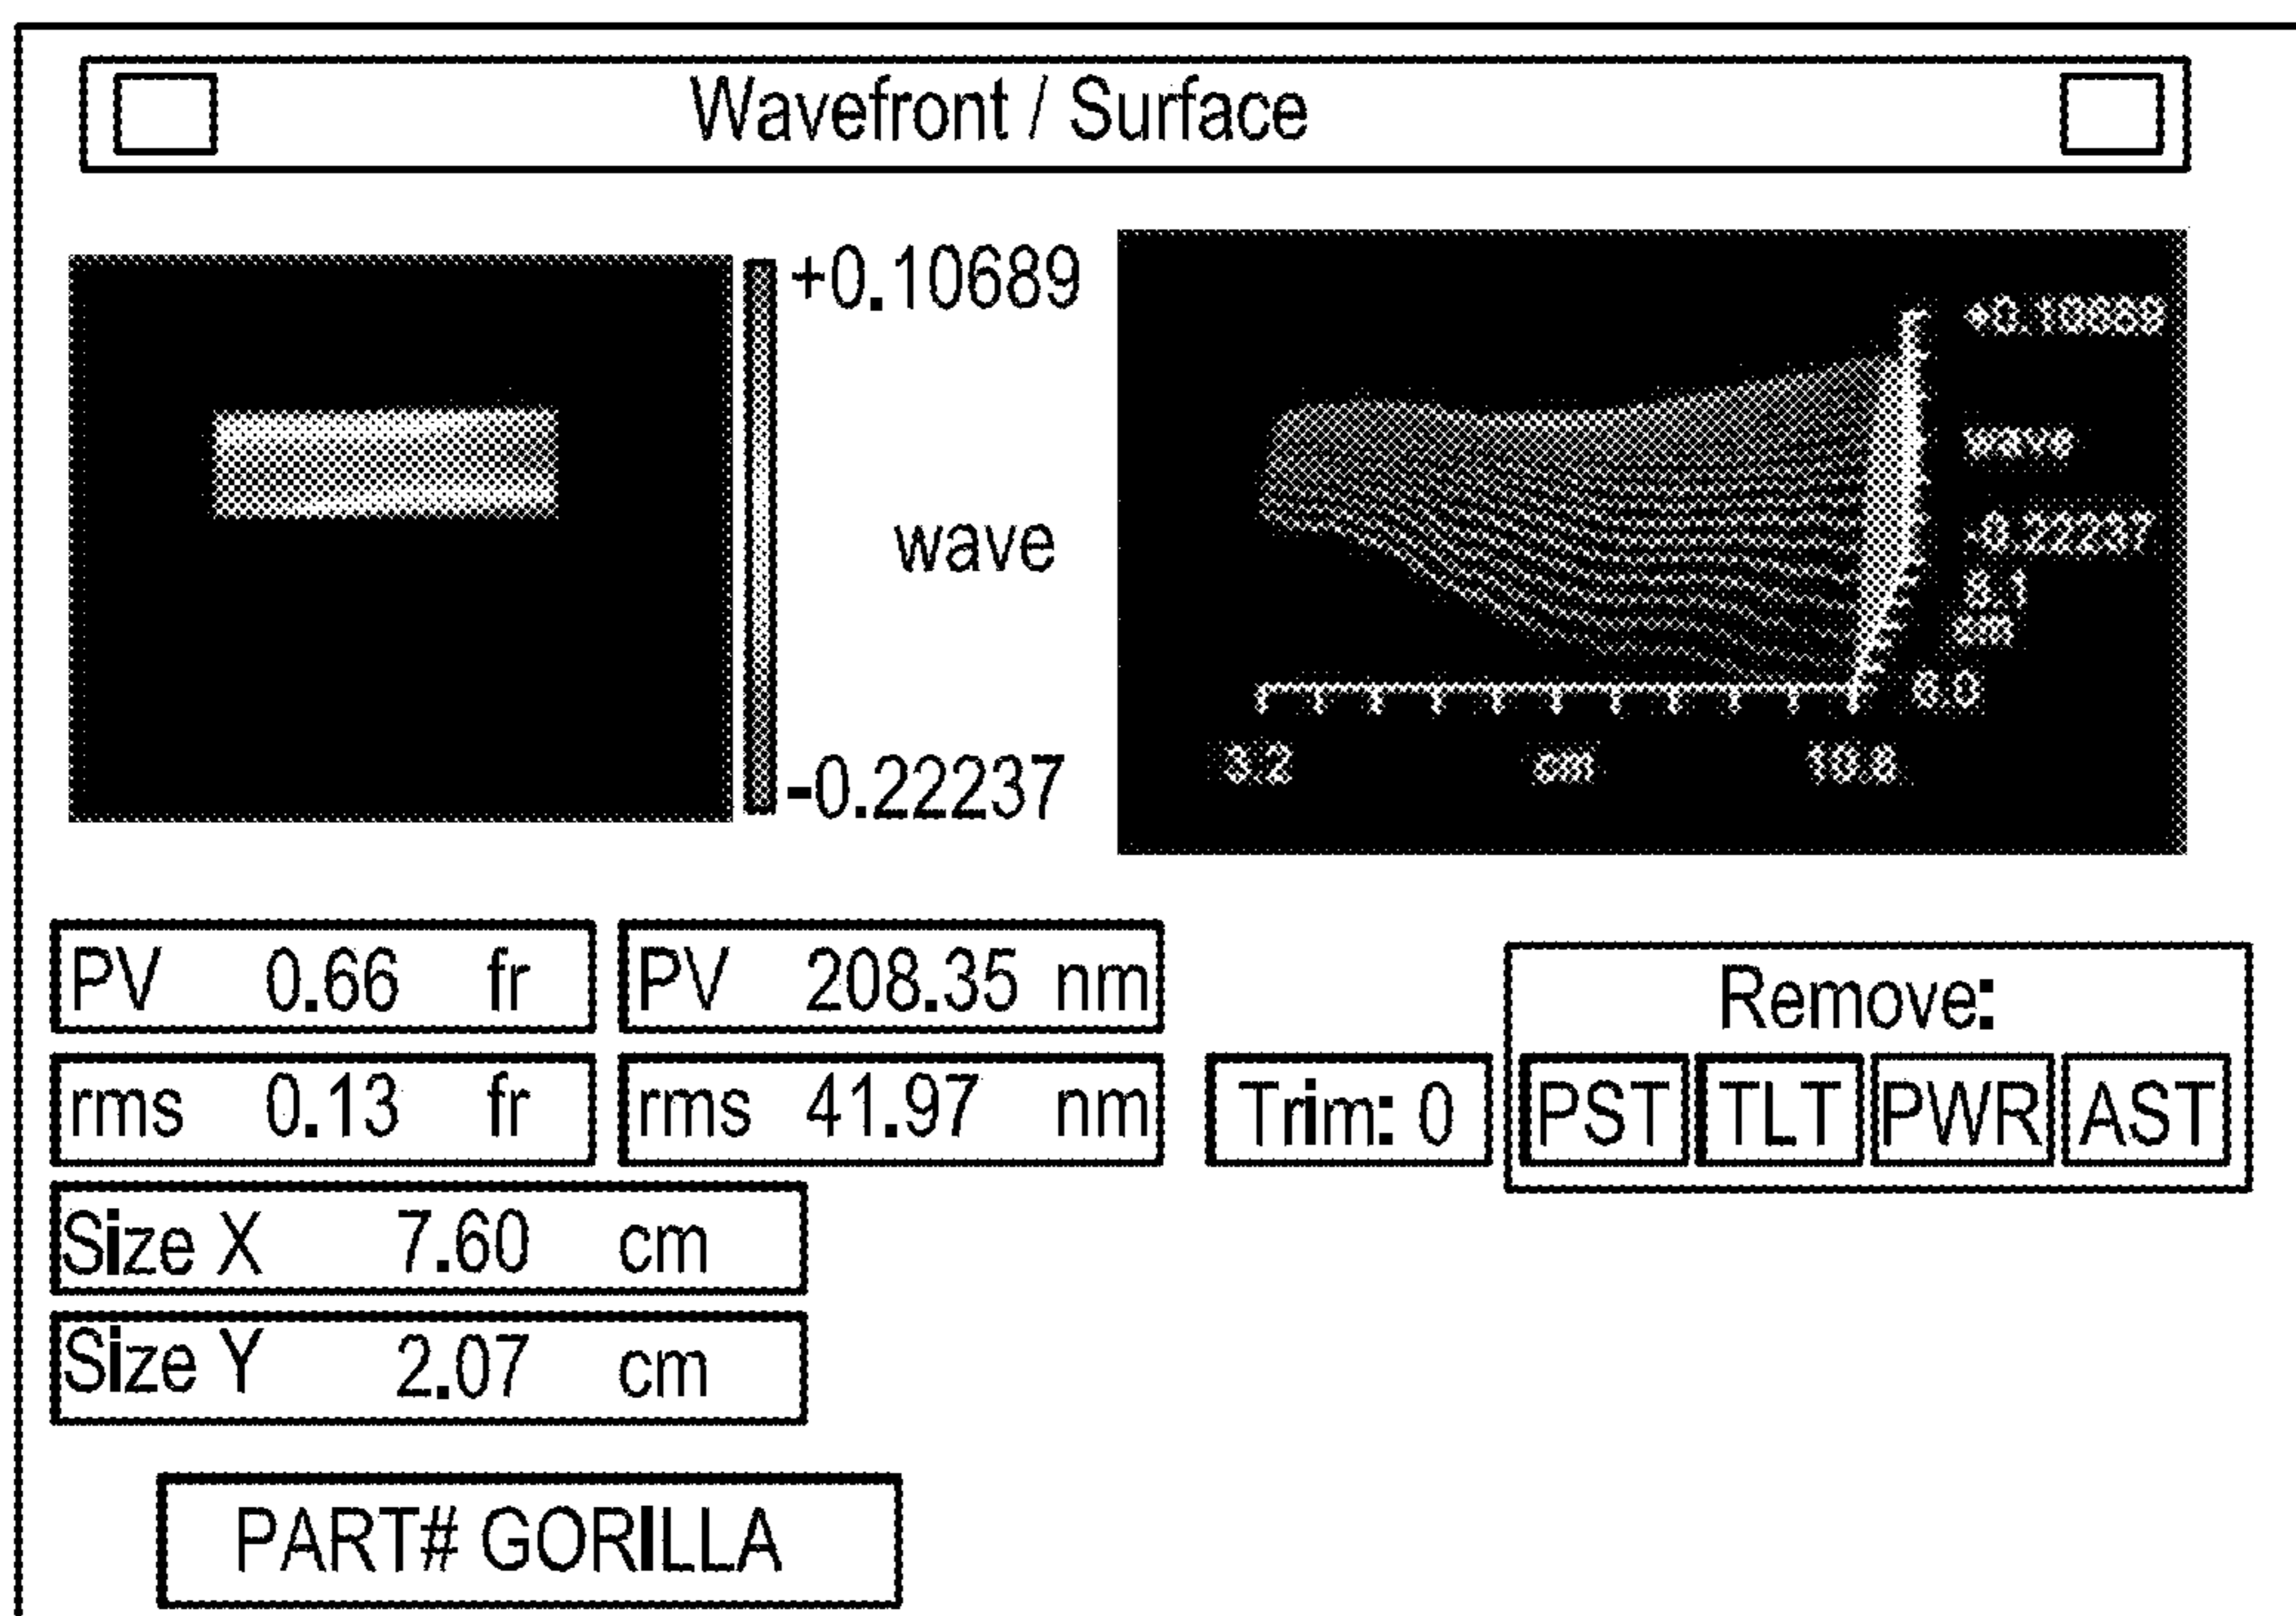 Wavefront / Surface
+0.10689
wave
-0.22237
+0.10689
wave
-0.22237
8.0
3.2 cm 10.8
PV 0.66 fr PV 208.35 nm
Remove:
rms 0.13 fr rms 41.97 nm Trim: 0 PST TLT PWR AST
Size X 7.60 cm
Size Y 2.07 cm
PART# GORILLA